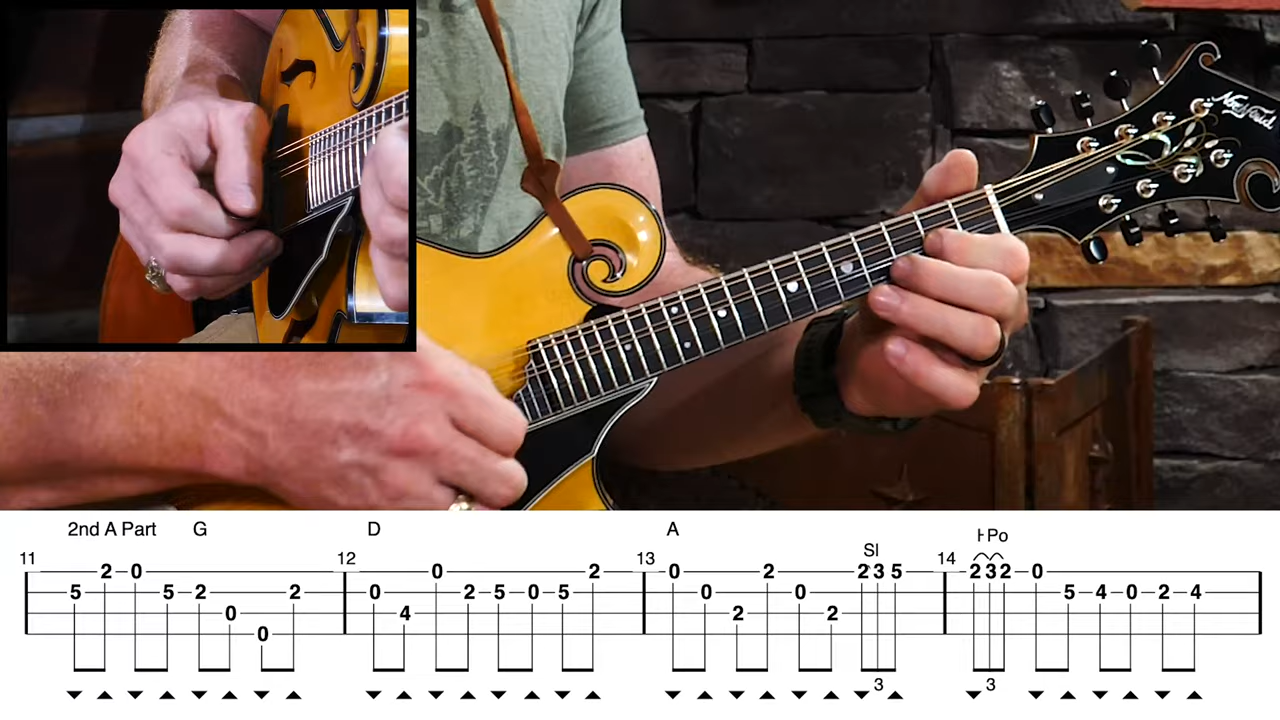 Northfield
2nd A Part G D A Sl H Po
11 12 13 14
2 0 0 2 0 2 2 3 5 2 3 2 0
5 5 2 2 0 2 5 0 5 0 0 5 4 0 2 4
0 4 2 2
0
3 3